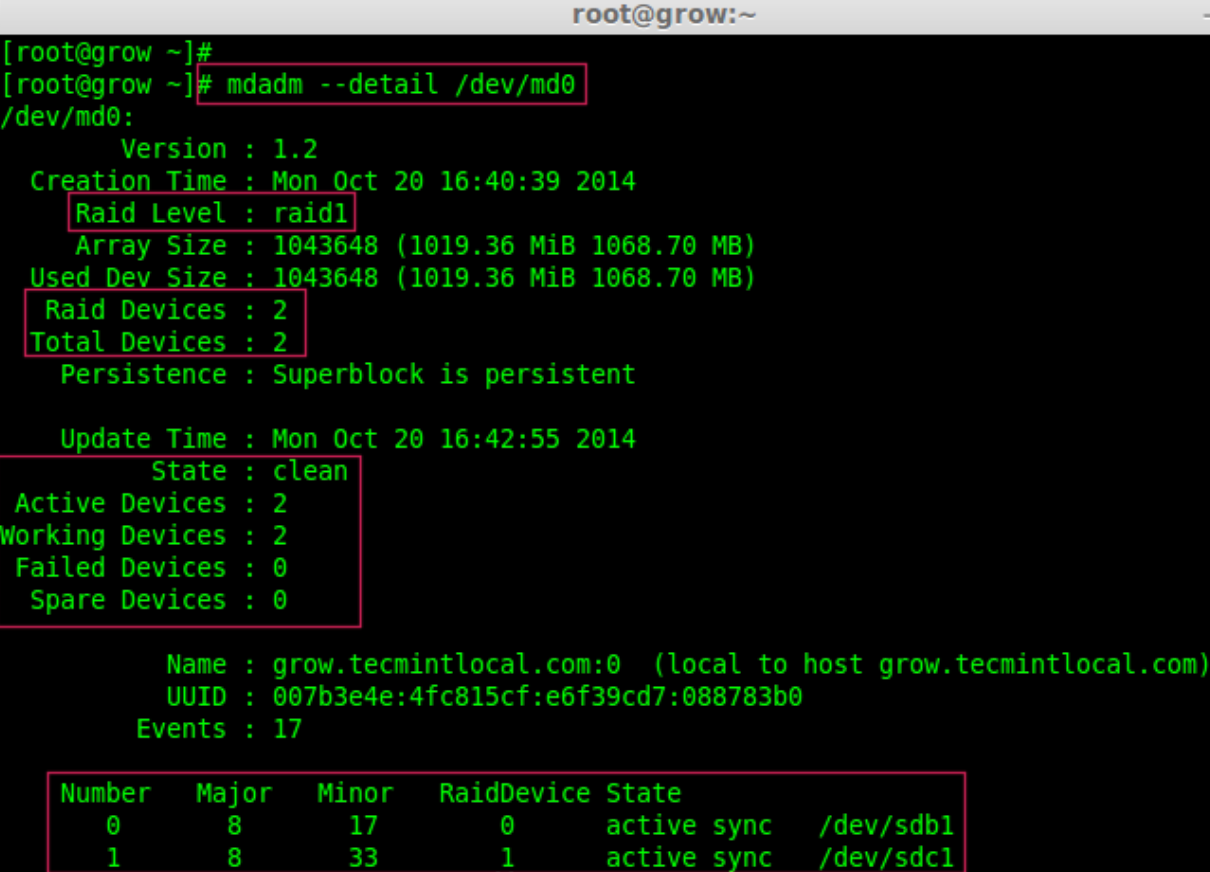 root@grow:~
[root@grow ~]#
[root@grow ~]# mdadm --detail /dev/md0
/dev/md0:
Version : 1.2
Creation Time : Mon Oct 20 16:40:39 2014
Raid Level : raid1
Array Size : 1043648 (1019.36 MiB 1068.70 MB)
Used Dev Size : 1043648 (1019.36 MiB 1068.70 MB)
Raid Devices : 2
Total Devices : 2
Persistence : Superblock is persistent
Update Time : Mon Oct 20 16:42:55 2014
State : clean
Active Devices : 2
Working Devices : 2
Failed Devices : 0
Spare Devices : 0
Name : grow.tecmintlocal.com:0  (local to host grow.tecmintlocal.com)
UUID : 007b3e4e:4fc815cf:e6f39cd7:088783b0
Events : 17
Number   Major   Minor   RaidDevice State
0       8       17        0      active sync   /dev/sdb1
1       8       33        1      active sync   /dev/sdc1